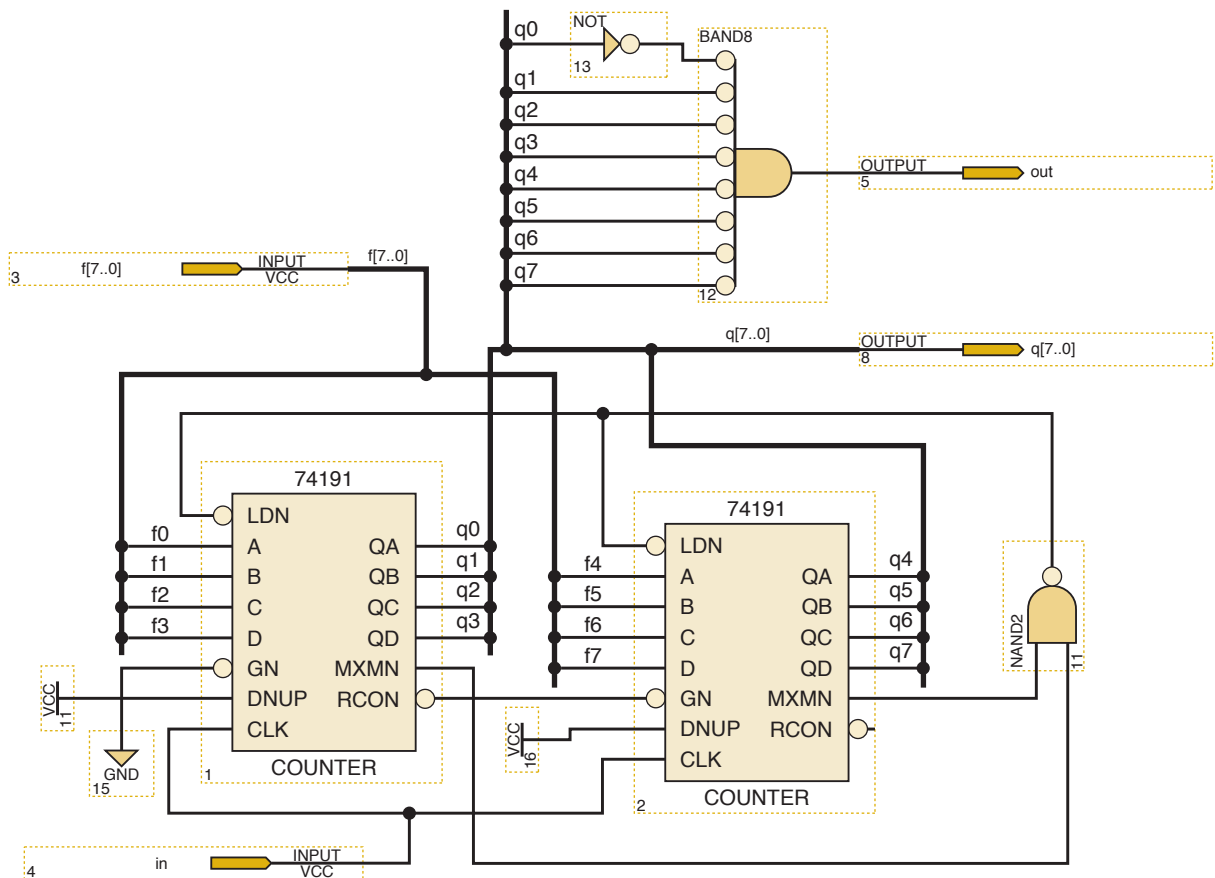 NOT
q0
13
BAND8
q1
q2
q3
q4
q5
q6
q7
12
OUTPUT
5
out
3
f[7..0]
INPUT
VCC
f[7..0]
q[7..0]
OUTPUT
8
q[7..0]
74191
LDN
f0
A
QA
q0
f1
B
QB
q1
f2
C
QC
q2
f3
D
QD
q3
GN
MXMN
VCC
11
DNUP
RCON
CLK
GND
15
1
COUNTER
74191
LDN
f4
A
QA
q4
f5
B
QB
q5
f6
C
QC
q6
f7
D
QD
q7
GN
MXMN
VCC
16
DNUP
RCON
CLK
2
COUNTER
NAND2
11
4
in
INPUT
VCC